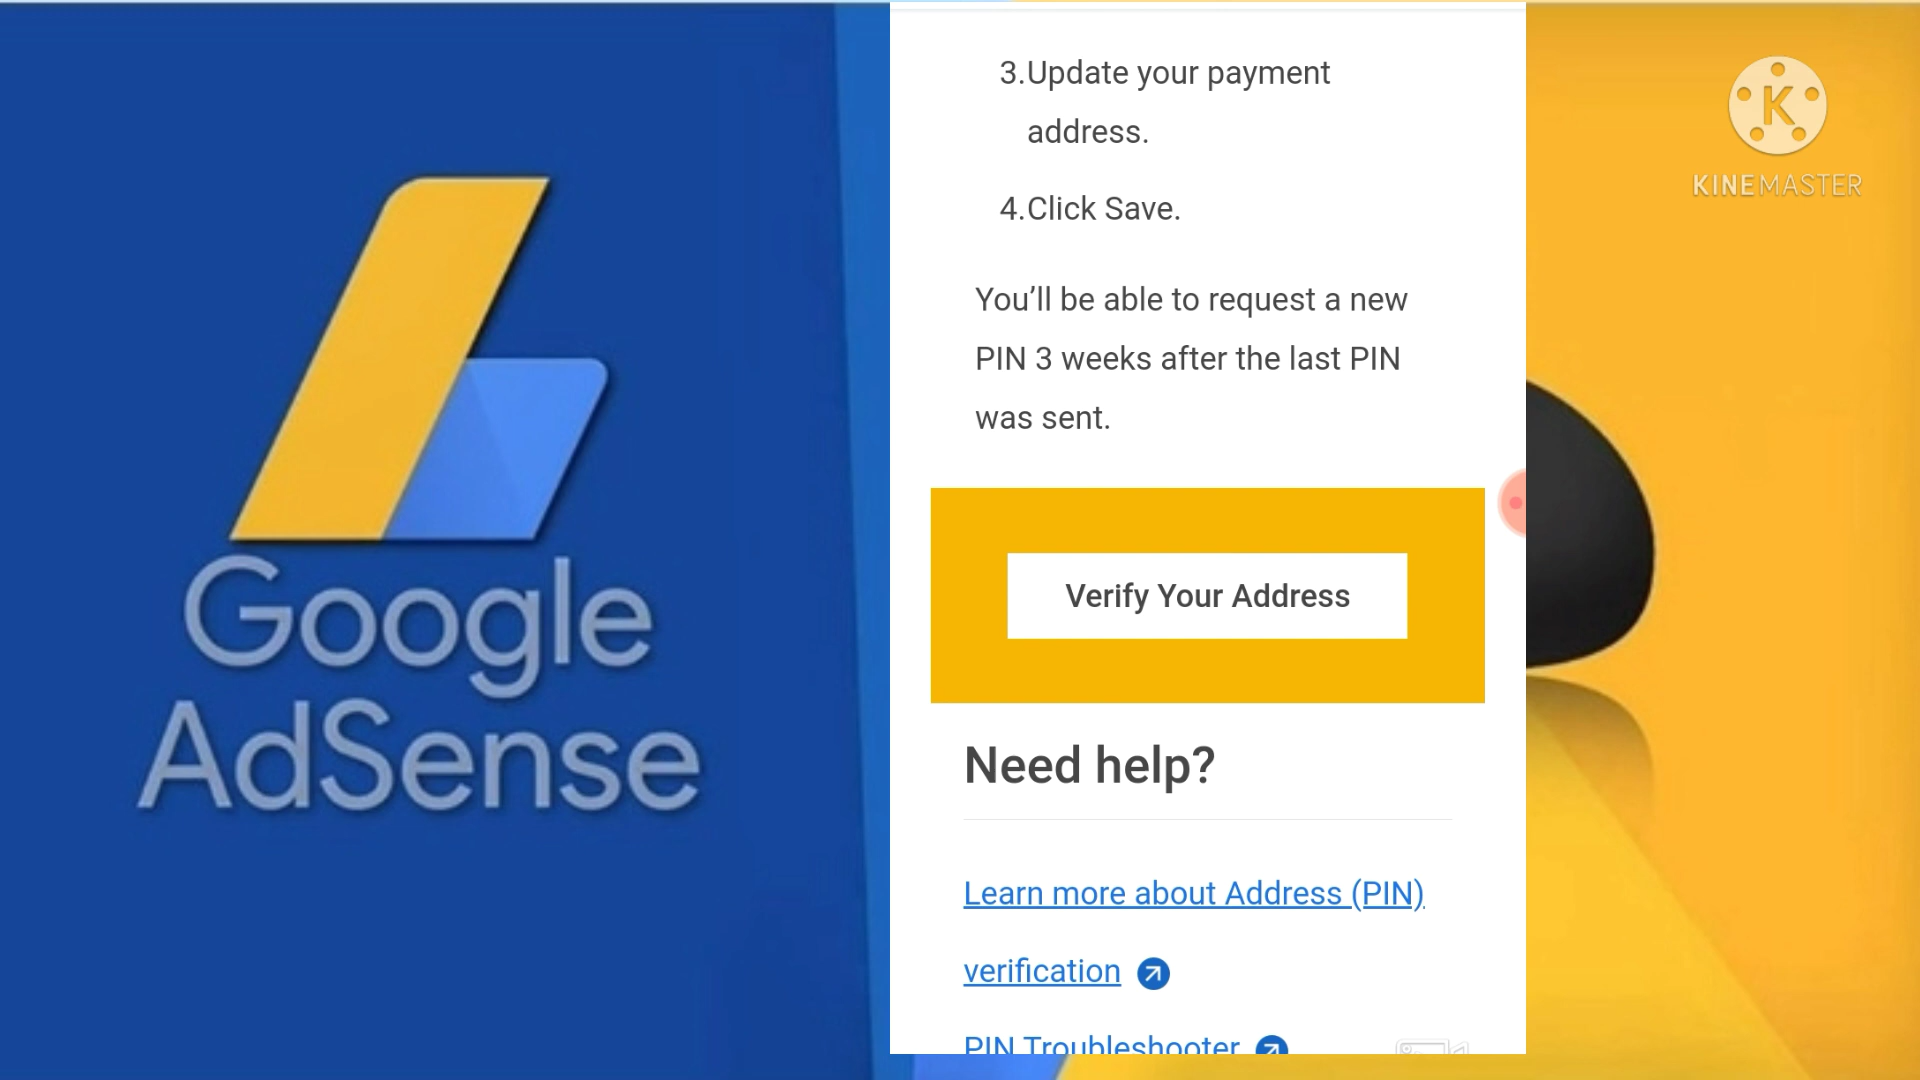 Google
AdSense
3.Update your payment
address.
4.Click Save.
You’ll be able to request a new
PIN 3 weeks after the last PIN
was sent.
Verify Your Address
Need help?
Learn more about Address (PIN)
verification
PIN Troubleshooter
K
KINEMASTER